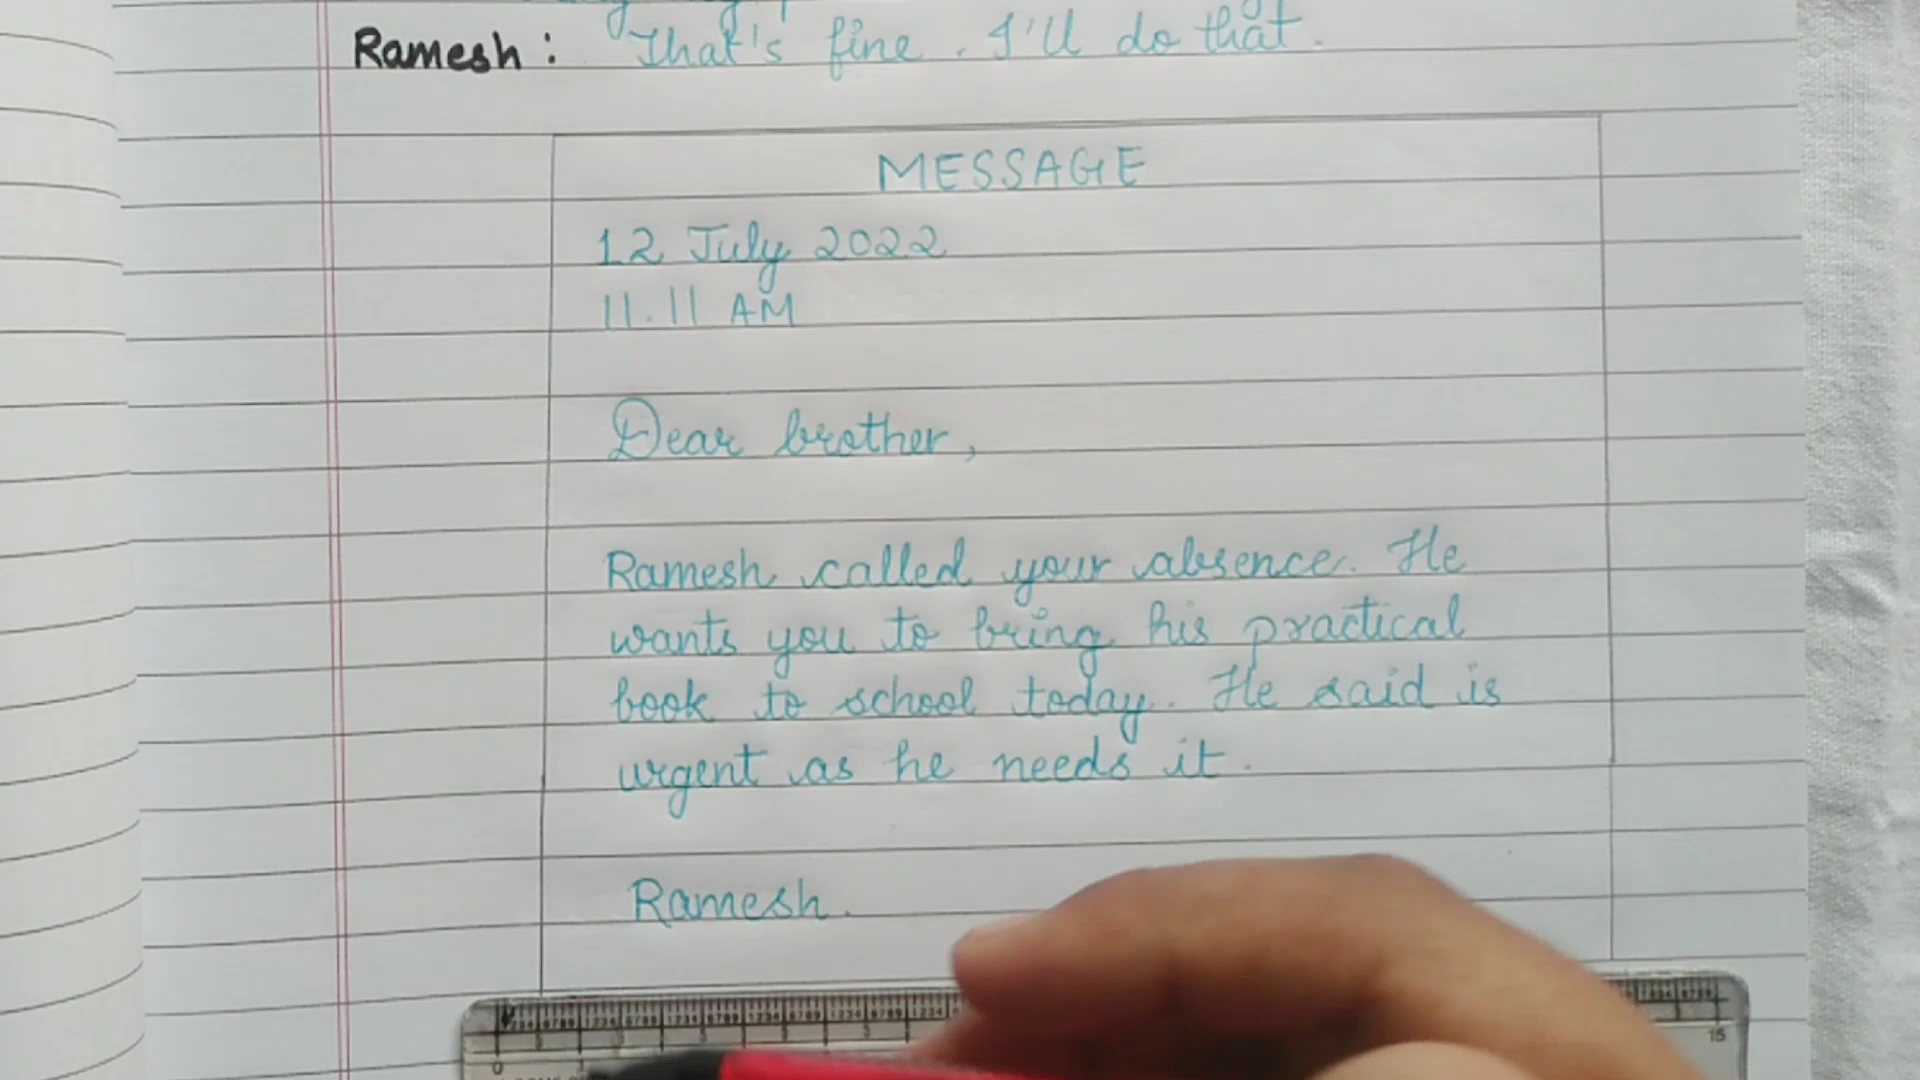 Ramesh : That's fine. I'll do that.
MESSAGE
12 July 2022
11.11 AM
Dear brother,
Ramesh called your absence. He
wants you to bring his practical
book to school today. He said is
urgent as he needs it.
Ramesh.
15
0